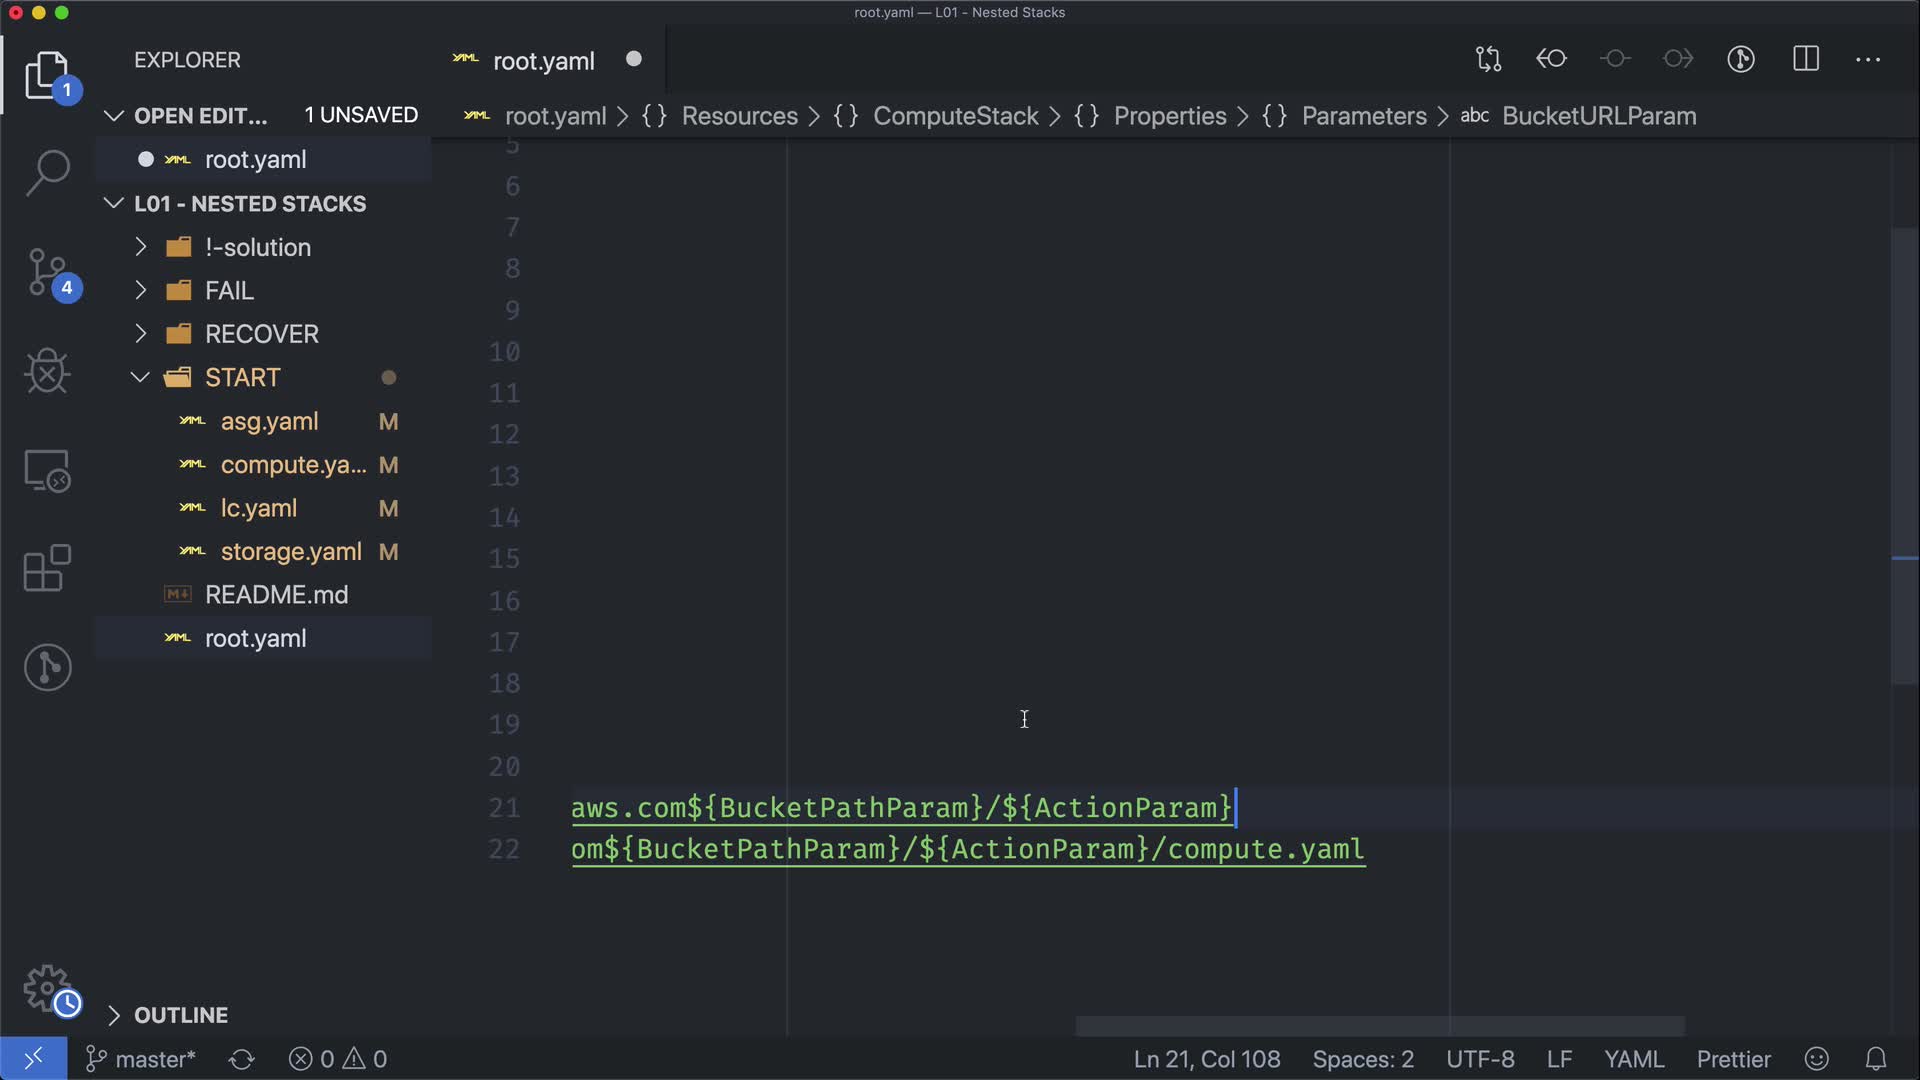 root.yaml — L01 - Nested Stacks
EXPLORER
root.yaml
1
OPEN EDIT... 1 UNSAVED
root.yaml > {} Resources > {} ComputeStack > {} Properties > {} Parameters > abc BucketURLParam
root.yaml
L01 - NESTED STACKS
!-solution
FAIL
RECOVER
START
asg.yaml M
compute.ya... M
lc.yaml M
storage.yaml M
README.md
root.yaml
4
5
6
7
8
9
10
11
12
13
14
15
16
17
18
19
20
21 aws.com${BucketPathParam}/${ActionParam}
22 om${BucketPathParam}/${ActionParam}/compute.yaml
OUTLINE
master* 0 0 Ln 21, Col 108 Spaces: 2 UTF-8 LF YAML Prettier